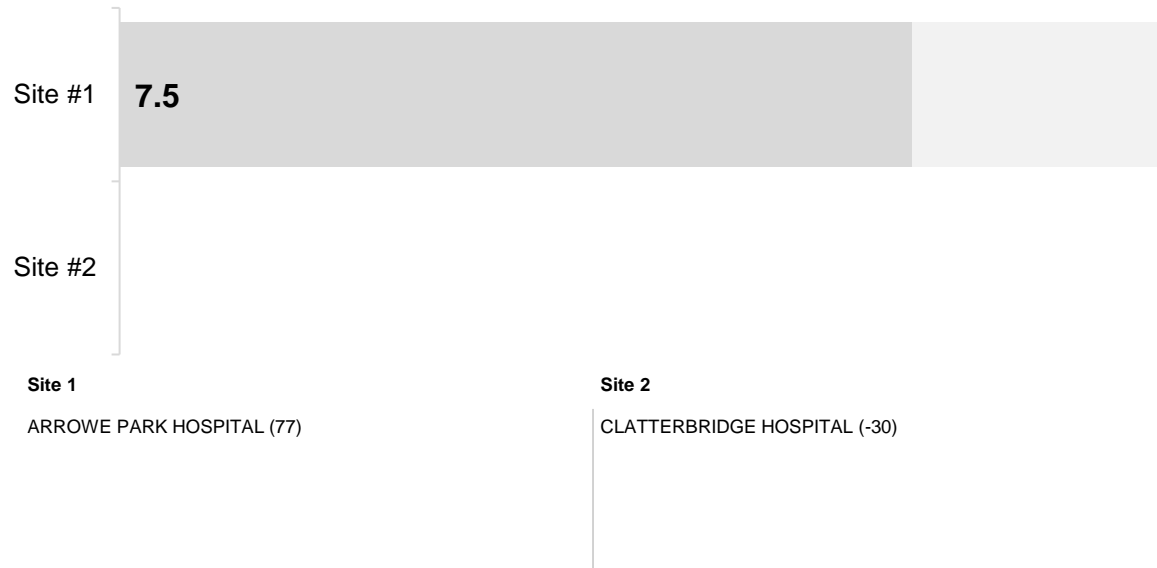 Site #1
7.5
Site #2
Site 1
Site 2
ARROWE PARK HOSPITAL (77)
CLATTERBRIDGE HOSPITAL (-30)